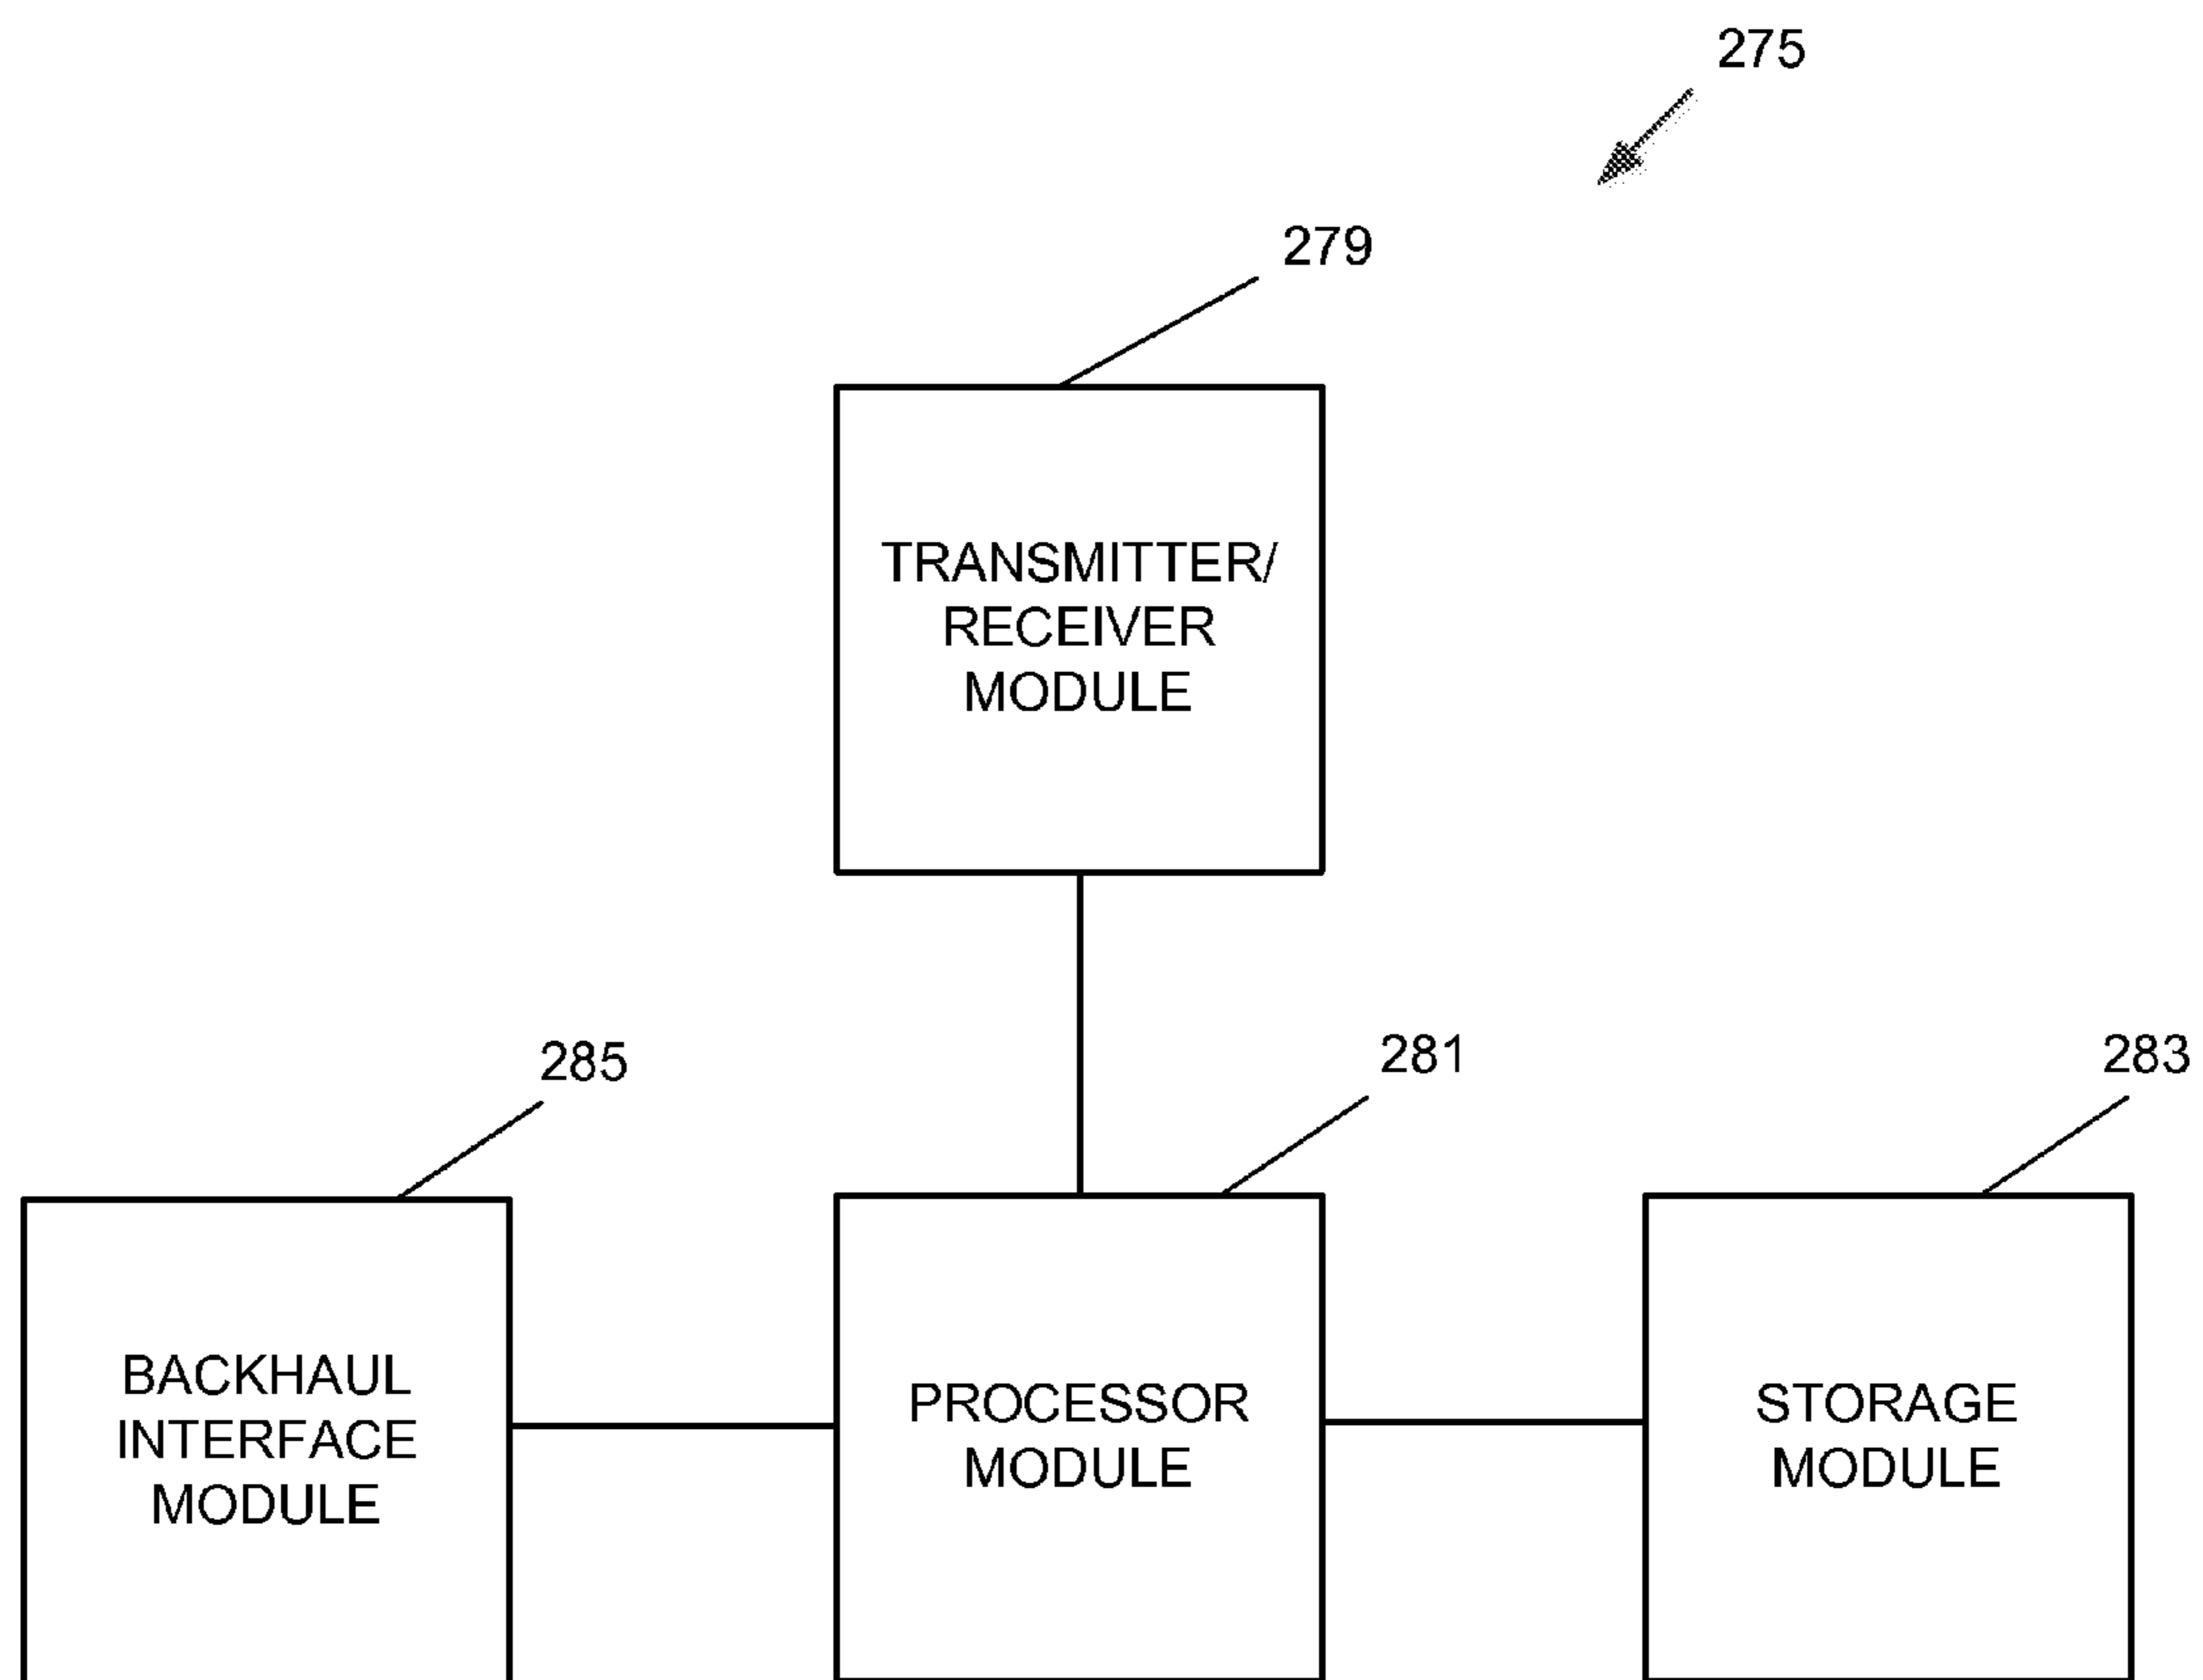 275
279
TRANSMITTER/
RECEIVER
MODULE
285
281
283
BACKHAUL
INTERFACE
MODULE
PROCESSOR
MODULE
STORAGE
MODULE